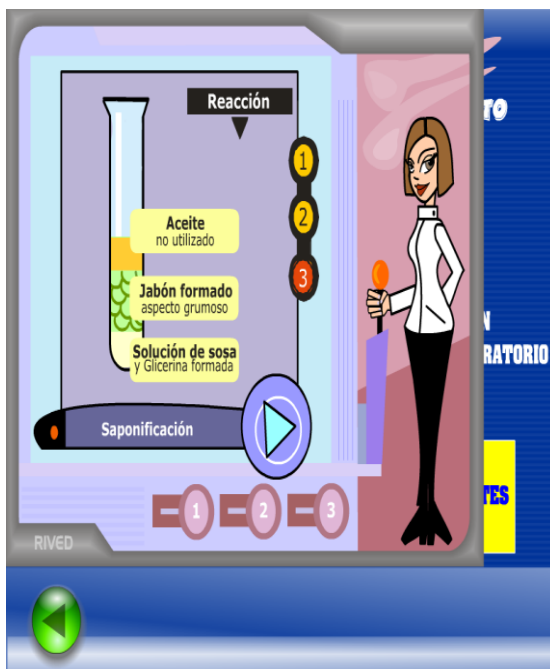 Reacción
1
2
3
Aceite
no utilizado
Jabón formado
aspecto grumoso
Solución de sosa
y Glicerina formada
Saponificación
1
2
3
RIVED
TO
N
RATORIO
TES